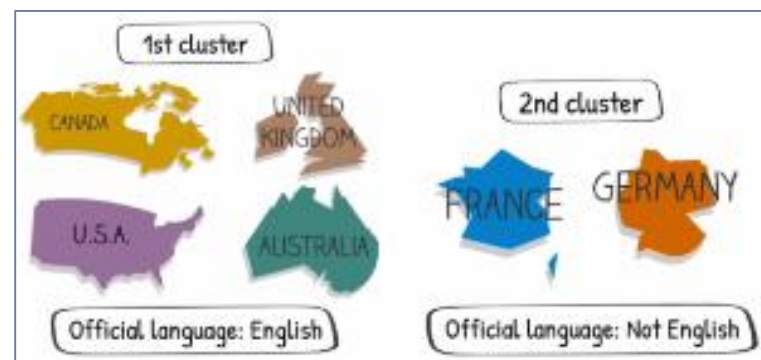 1st cluster
CANADA
UNITED
KINGDOM
U.S.A.
AUSTRALIA
Official language: English
2nd cluster
FRANCE
GERMANY
Official language: Not English